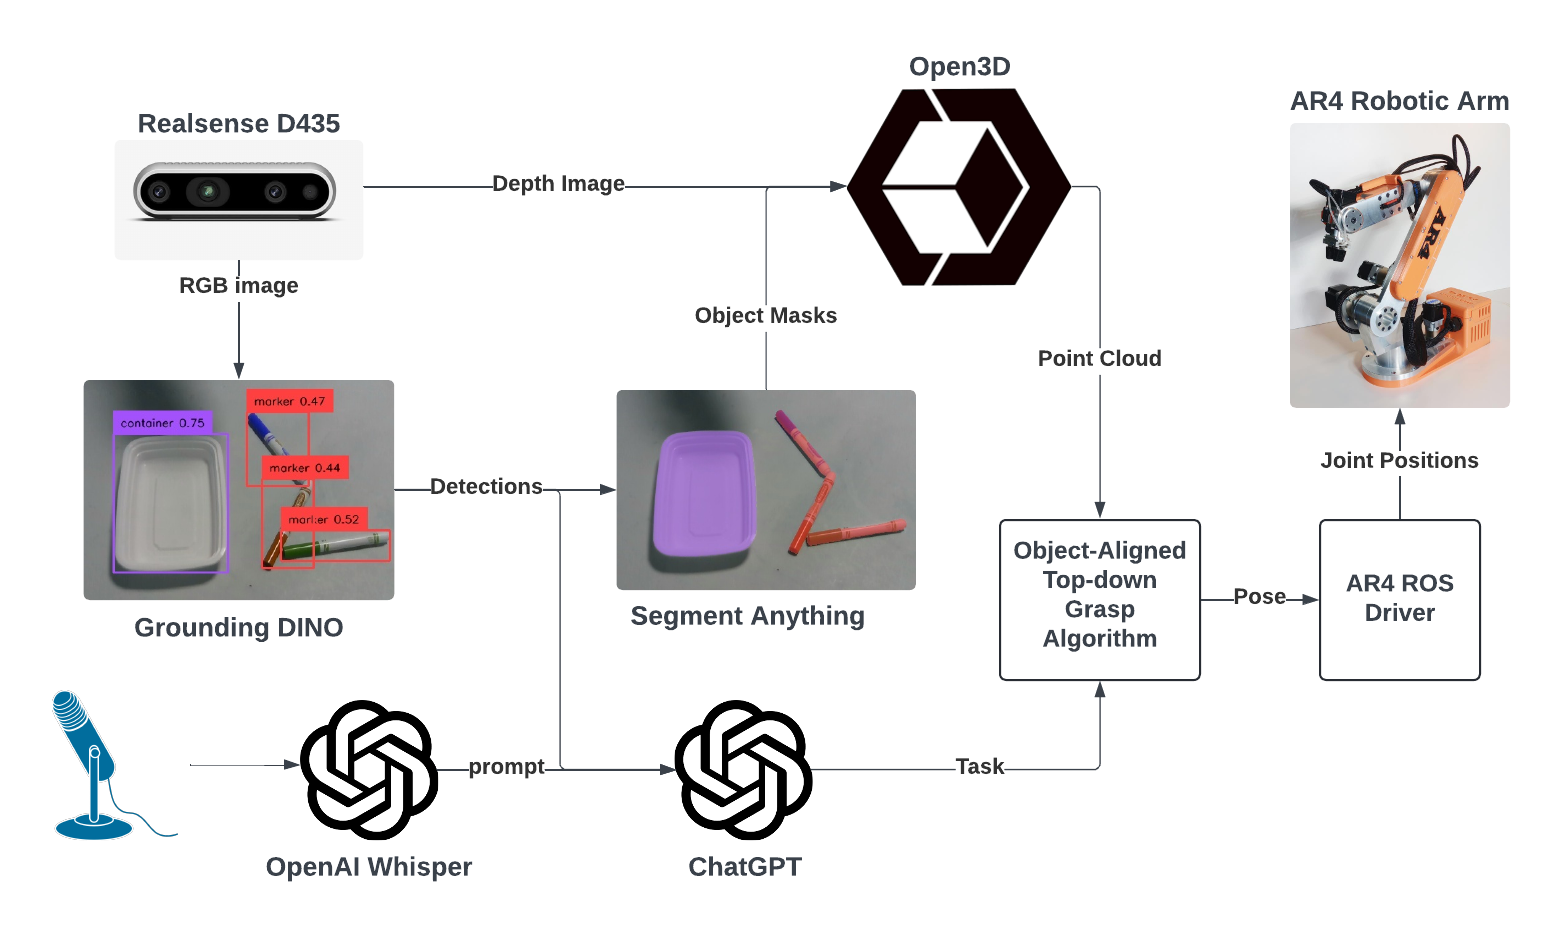 Open3D
AR4 Robotic Arm
Realsense D435
Depth Image
RGB image
Object Masks
Point Cloud
AR4
container 0.75
marker 0.47
marker 0.44
marker 0.52
Detections
Joint Positions
Grounding DINO
Segment Anything
Object-Aligned
Top-down
Grasp
Algorithm
Pose
AR4 ROS
Driver
prompt
Task
OpenAI Whisper
ChatGPT